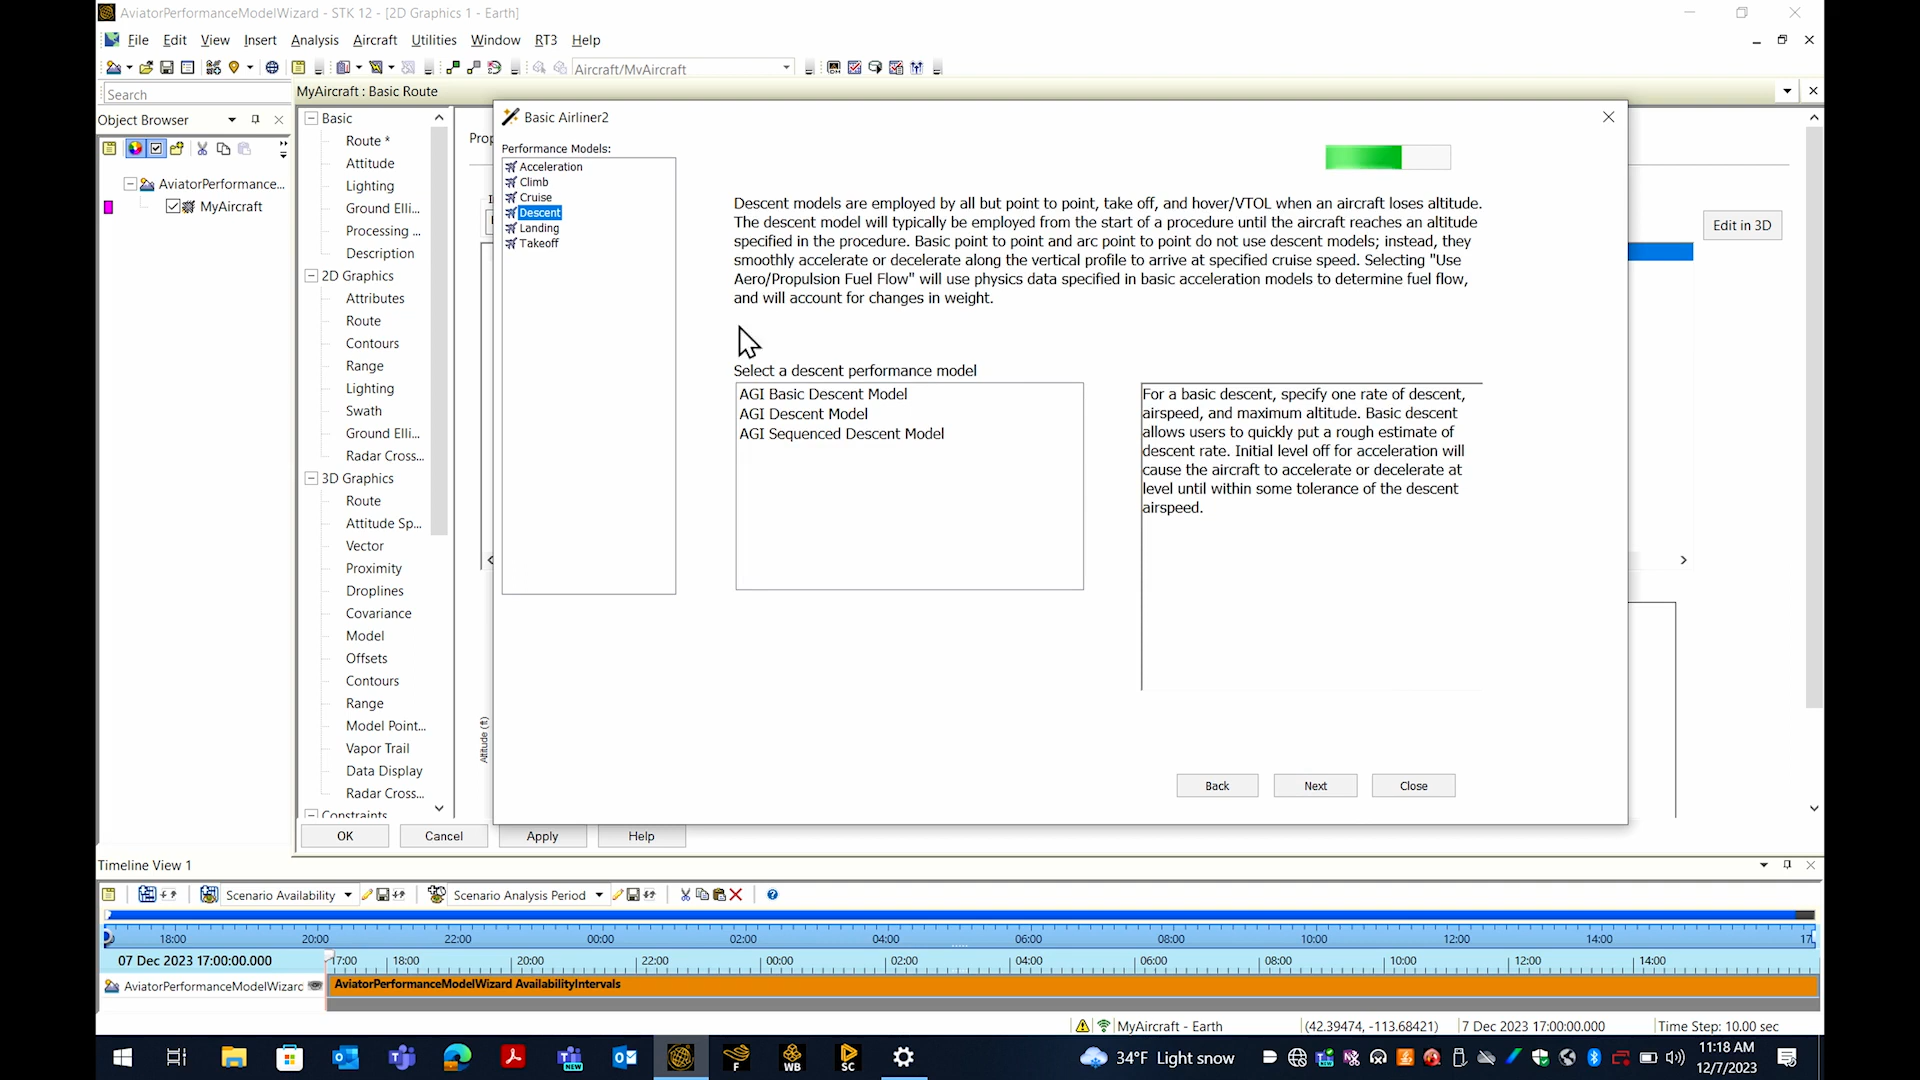 AviatorPerformanceModelWizard - STK 12 - [2D Graphics 1 - Earth]
File Edit View Insert Analysis Aircraft Utilities Window RT3 Help
Aircraft/MyAircraft
Search
MyAircraft : Basic Route
Object Browser
AviatorPerformance...
MyAircraft
Basic
Route *
Attitude
Lighting
Ground Elli...
Processing ...
Description
2D Graphics
Attributes
Route
Contours
Range
Lighting
Swath
Ground Elli...
Radar Cross...
3D Graphics
Route
Attitude Sp...
Vector
Proximity
Droplines
Covariance
Model
Offsets
Contours
Range
Model Point...
Vapor Trail
Data Display
Radar Cross...
Constraints
Prop
Altitude (ft)
Edit in 3D
Basic Airliner2
Performance Models:
Acceleration
Climb
Cruise
Descent
Landing
Takeoff
Descent models are employed by all but point to point, take off, and hover/VTOL when an aircraft loses altitude.
The descent model will typically be employed from the start of a procedure until the aircraft reaches an altitude
specified in the procedure. Basic point to point and arc point to point do not use descent models; instead, they
smoothly accelerate or decelerate along the vertical profile to arrive at specified cruise speed. Selecting "Use
Aero/Propulsion Fuel Flow" will use physics data specified in basic acceleration models to determine fuel flow,
and will account for changes in weight.
Select a descent performance model
AGI Basic Descent Model
AGI Descent Model
AGI Sequenced Descent Model
For a basic descent, specify one rate of descent,
airspeed, and maximum altitude. Basic descent
allows users to quickly put a rough estimate of
descent rate. Initial level off for acceleration will
cause the aircraft to accelerate or decelerate at
level until within some tolerance of the descent
airspeed.
Back Next Close
OK Cancel Apply Help
Timeline View 1
Scenario Availability Scenario Analysis Period
18:00 20:00 22:00 00:00 02:00 04:00 06:00 08:00 10:00 12:00 14:00 17:
07 Dec 2023 17:00:00.000 17:00 18:00 20:00 22:00 00:00 02:00 04:00 06:00 08:00 10:00 12:00 14:00
AviatorPerformanceModelWizarc AviatorPerformanceModelWizard AvailabilityIntervals
MyAircraft - Earth (42.39474, -113.68421) 7 Dec 2023 17:00:00.000 Time Step: 10.00 sec
NEW F WB SC 34°F Light snow
11:18 AM
12/7/2023